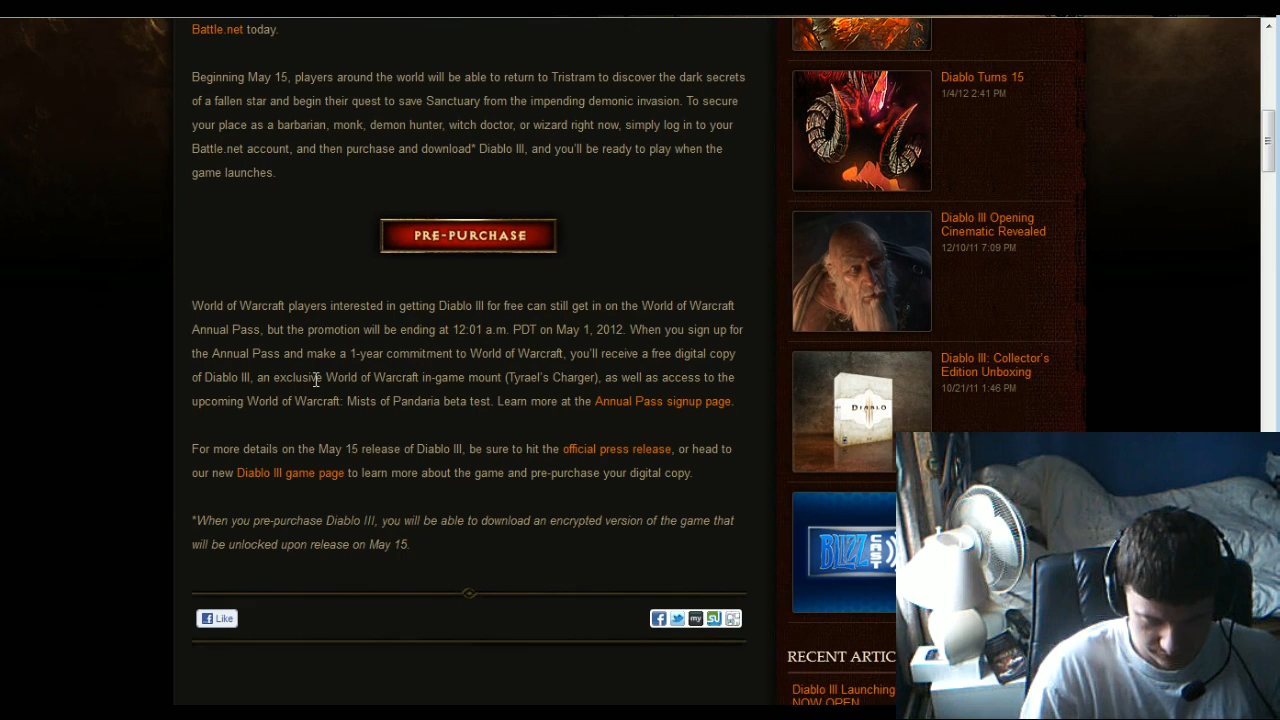 Battle.net today.
Beginning May 15, players around the world will be able to return to Tristram to discover the dark secrets
of a fallen star and begin their quest to save Sanctuary from the impending demonic invasion. To secure
your place as a barbarian, monk, demon hunter, witch doctor, or wizard right now, simply log in to your
Battle.net account, and then purchase and download* Diablo III, and you'll be ready to play when the
game launches.
PRE-PURCHASE
World of Warcraft players interested in getting Diablo III for free can still get in on the World of Warcraft
Annual Pass, but the promotion will be ending at 12:01 a.m. PDT on May 1, 2012. When you sign up for
the Annual Pass and make a 1-year commitment to World of Warcraft, you'll receive a free digital copy
of Diablo III, an exclusive World of Warcraft in-game mount (Tyrael's Charger), as well as access to the
upcoming World of Warcraft: Mists of Pandaria beta test. Learn more at the Annual Pass signup page.
For more details on the May 15 release of Diablo III, be sure to hit the official press release, or head to
our new Diablo III game page to learn more about the game and pre-purchase your digital copy.
*When you pre-purchase Diablo III, you will be able to download an encrypted version of the game that
will be unlocked upon release on May 15.
Like
my
Diablo Turns 15
1/4/12 2:41 PM
Diablo III Opening
Cinematic Revealed
12/10/11 7:09 PM
Diablo III: Collector's
Edition Unboxing
10/21/11 1:46 PM
DIABLO
BLIZZ
CAST
RECENT ARTIC
Diablo III Launching
NOW OPEN